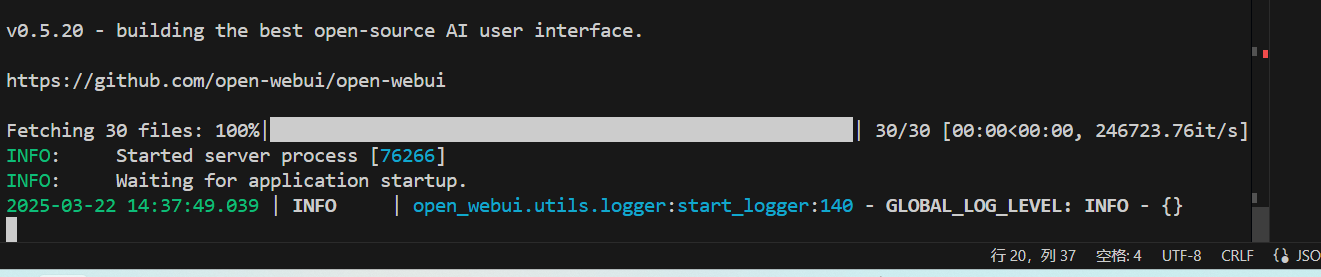 v0.5.20 - building the best open-source AI user interface.
https://github.com/open-webui/open-webui
Fetching 30 files: 100%| | 30/30 [00:00<00:00, 246723.76it/s]
INFO: Started server process [76266]
INFO: Waiting for application startup.
2025-03-22 14:37:49.039 | INFO | open_webui.utils.logger:start_logger:140 - GLOBAL_LOG_LEVEL: INFO - {}
行 20，列 37 空格: 4 UTF-8 CRLF {} JSO